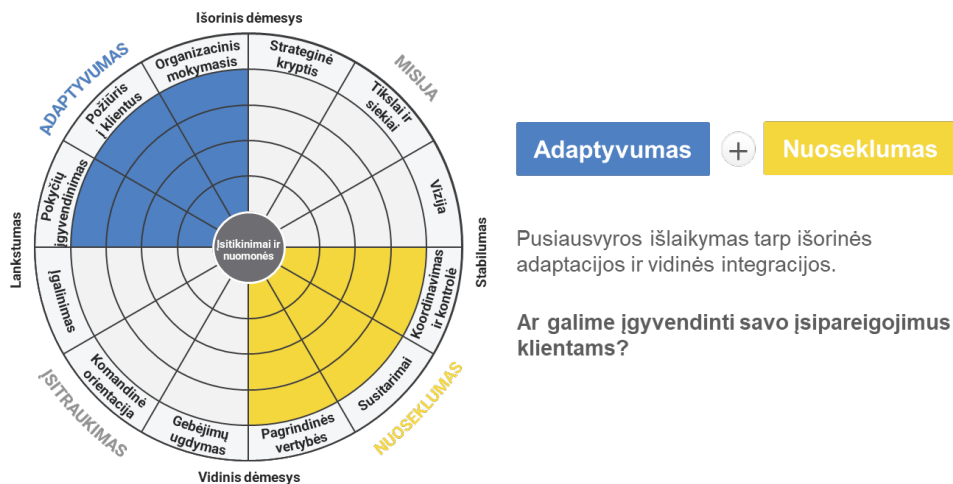 Išorinis dėmesys
ADAPTYVUMAS
MISIJA
Organizacinis
mokymasis
Strateginė
kryptis
Požiūris
į klientus
Tikslai ir
siekiai
Pokyčių
įgyvendinimas
Vizija
Lankstumas
Stabilumas
Įsitikinimai ir
nuomonės
Įgalinimas
Koordinavimas
ir kontrolė
Komandinė
orientacija
Susitarimai
Gebėjimų
ugdymas
Pagrindinės
vertybės
ĮSITRAUKIMAS
NUOSEKLUMAS
Vidinis dėmesys
Adaptyvumas + Nuoseklumas
Pusiausvyros išlaikymas tarp išorinės
adaptacijos ir vidinės integracijos.
Ar galime įgyvendinti savo įsipareigojimus
klientams?